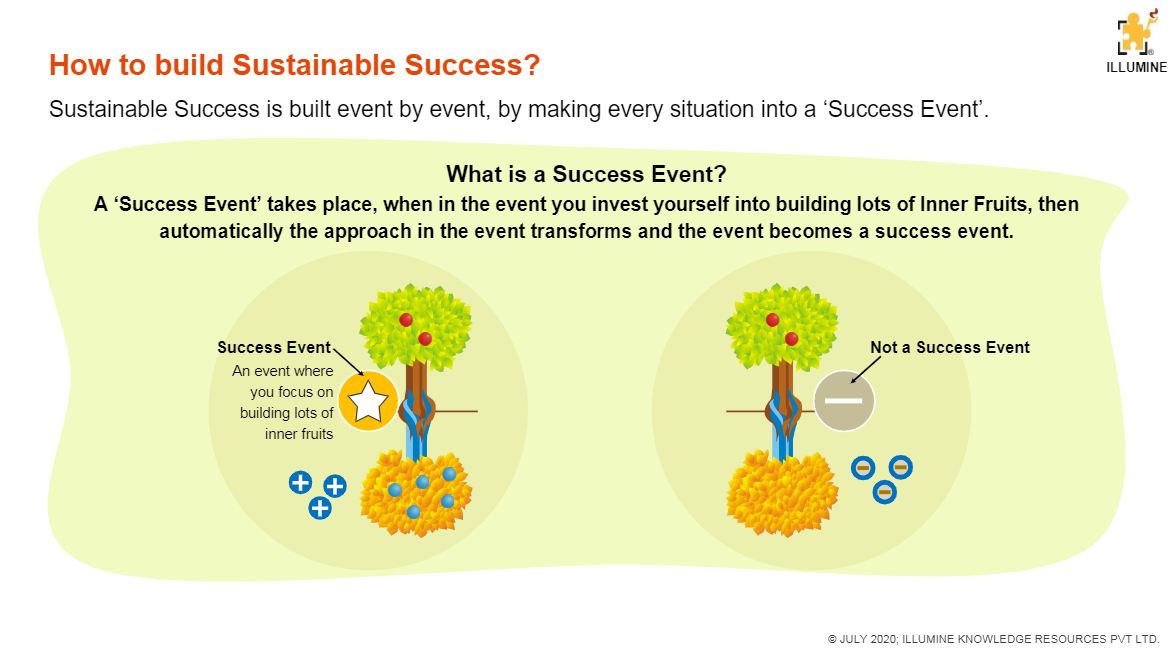 ®
ILLUMINE
How to build Sustainable Success?
Sustainable Success is built event by event, by making every situation into a ‘Success Event’.
What is a Success Event?
A ‘Success Event’ takes place, when in the event you invest yourself into building lots of Inner Fruits, then
automatically the approach in the event transforms and the event becomes a success event.
Success Event
An event where
you focus on
building lots of
inner fruits
Not a Success Event
© JULY 2020; ILLUMINE KNOWLEDGE RESOURCES PVT LTD.